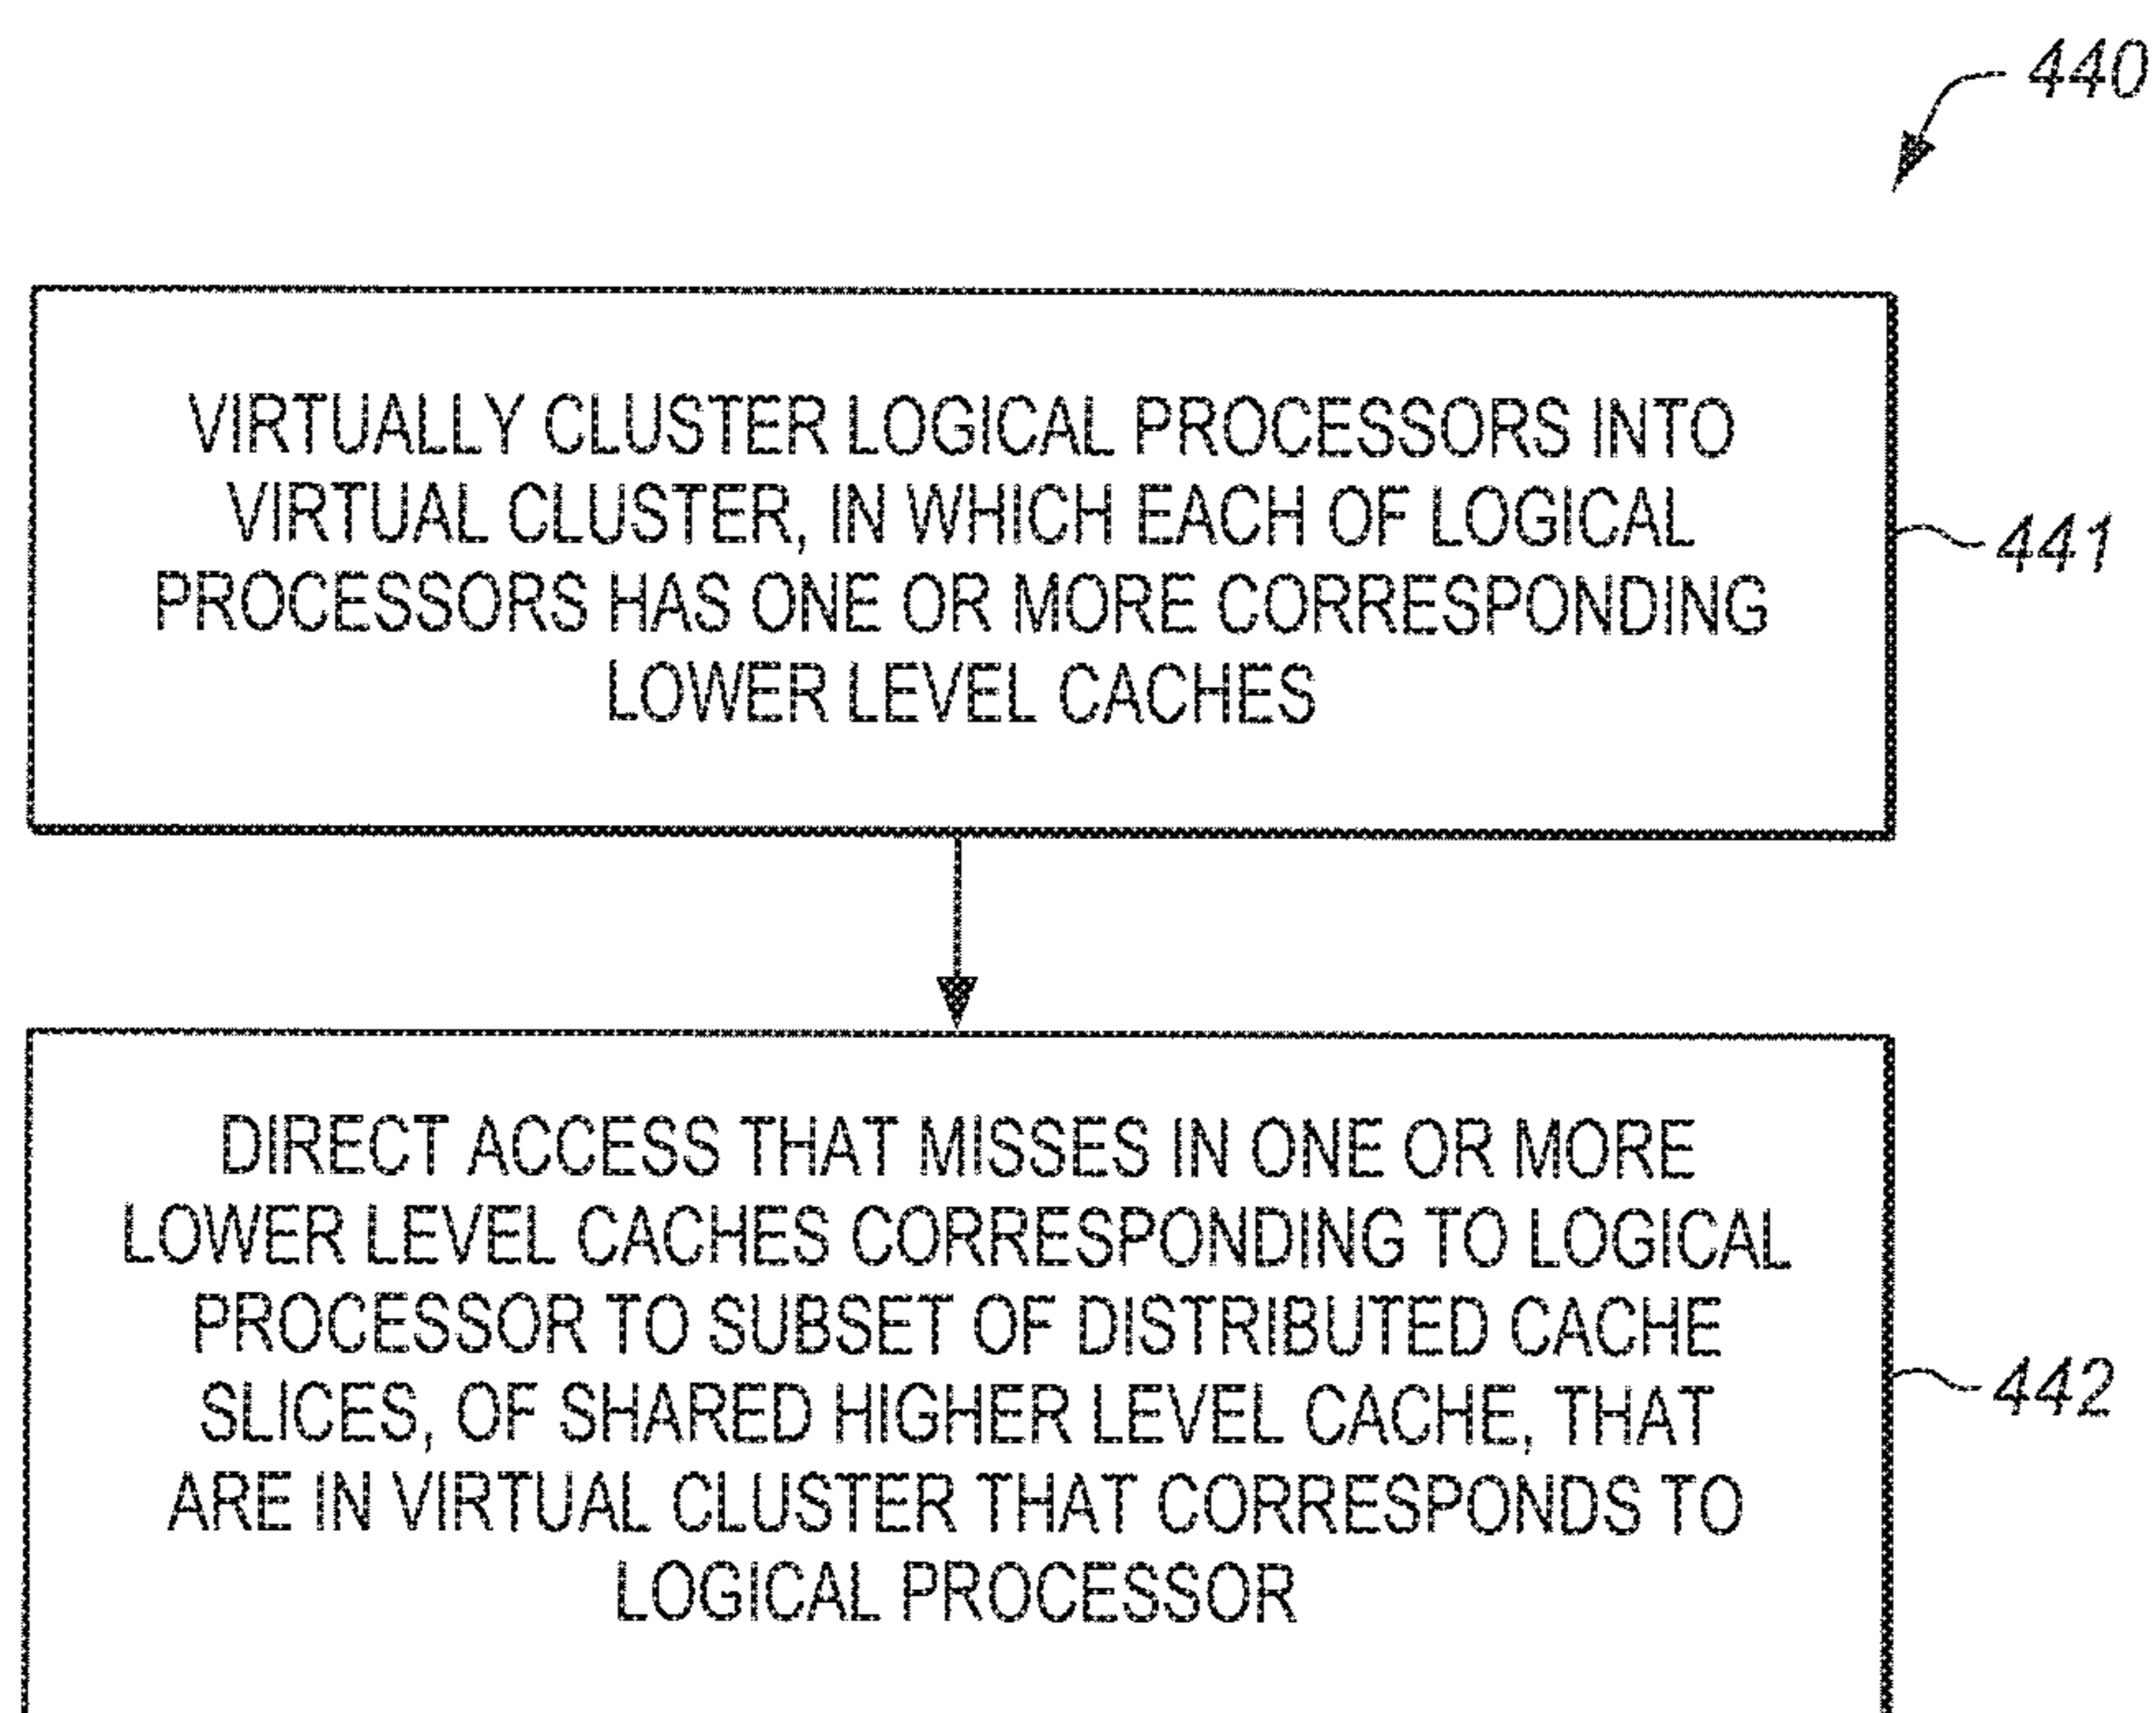 440
VIRTUALLY CLUSTER LOGICAL PROCESSORS INTO
VIRTUAL CLUSTER, IN WHICH EACH OF LOGICAL
PROCESSORS HAS ONE OR MORE CORRESPONDING
LOWER LEVEL CACHES
441
DIRECT ACCESS THAT MISSES IN ONE OR MORE
LOWER LEVEL CACHES CORRESPONDING TO LOGICAL
PROCESSOR TO SUBSET OF DISTRIBUTED CACHE
SLICES, OF SHARED HIGHER LEVEL CACHE, THAT
ARE IN VIRTUAL CLUSTER THAT CORRESPONDS TO
LOGICAL PROCESSOR
442